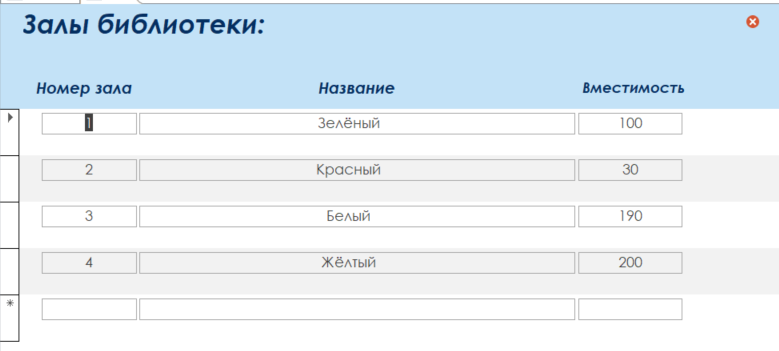 Залы библиотеки:
Номер зала Название Вместимость
1 Зелёный 100
2 Красный 30
3 Белый 190
4 Жёлтый 200
*